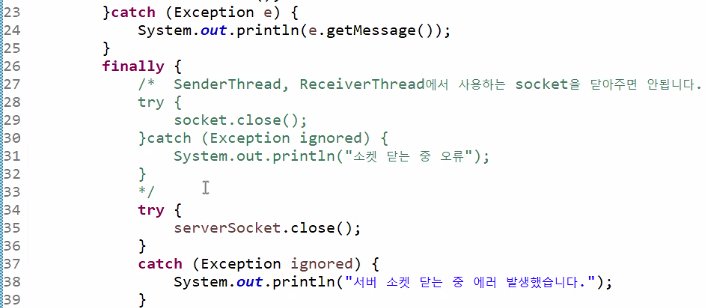 23 }catch (Exception e) {
24 System.out.println(e.getMessage());
25 }
26 finally {
27 /* SenderThread, ReceiverThread에서 사용하는 socket을 닫아주면 안됩니다.
28 try {
29 socket.close();
30 }catch (Exception ignored) {
31 System.out.println("소켓 닫는 중 오류");
32 }
33 */
34 try {
35 serverSocket.close();
36 }
37 catch (Exception ignored) {
38 System.out.println("서버 소켓 닫는 중 에러 발생했습니다.");
39 }